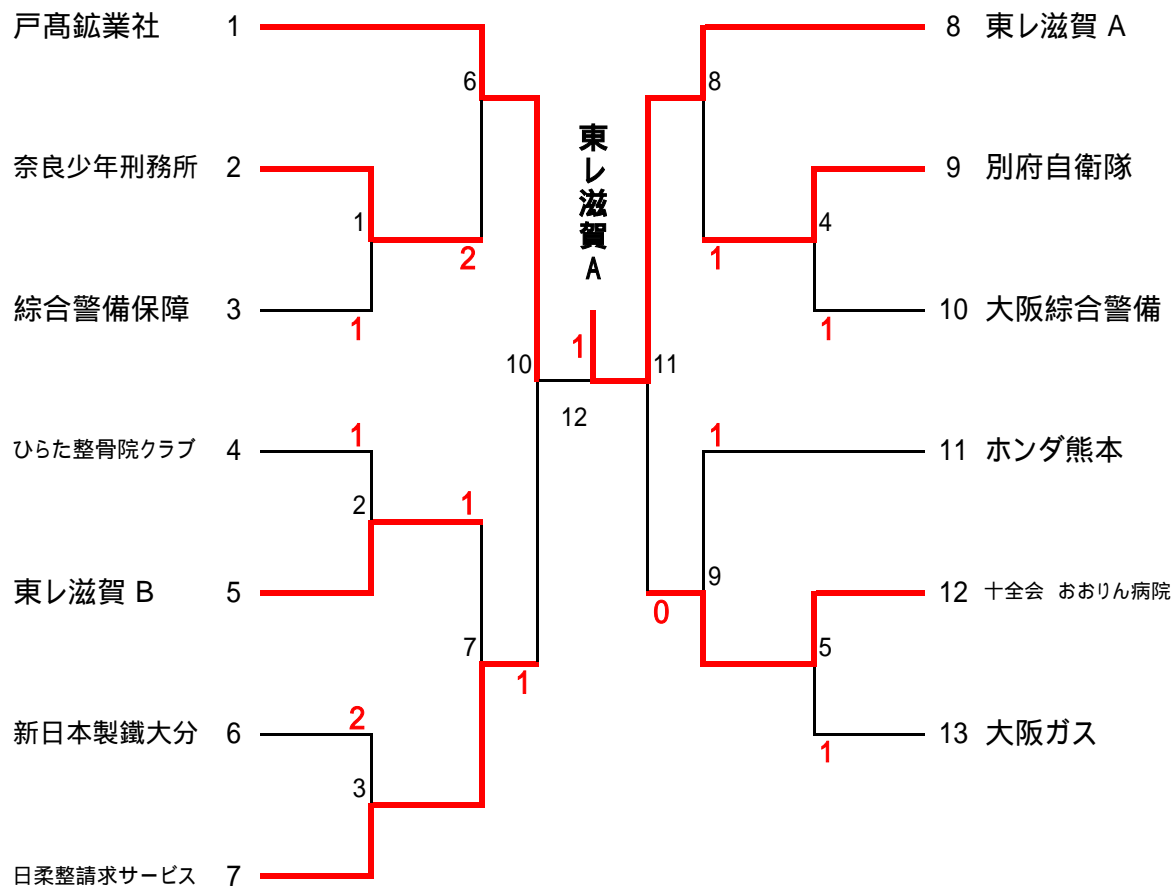 戸髙鉱業社 1
8 東レ滋賀 A
6
8
東レ滋賀A
奈良少年刑務所 2
9 別府自衛隊
1
4
2
1
綜合警備保障 3
10 大阪綜合警備
1
1
1
10
11
12
ひらた整骨院クラブ 4
1
1
11 ホンダ熊本
2
1
9
東レ滋賀 B 5
12 十全会 おおりん病院
0
7
5
1
新日本製鐵大分 6
2
13 大阪ガス
1
3
日柔整請求サービス 7